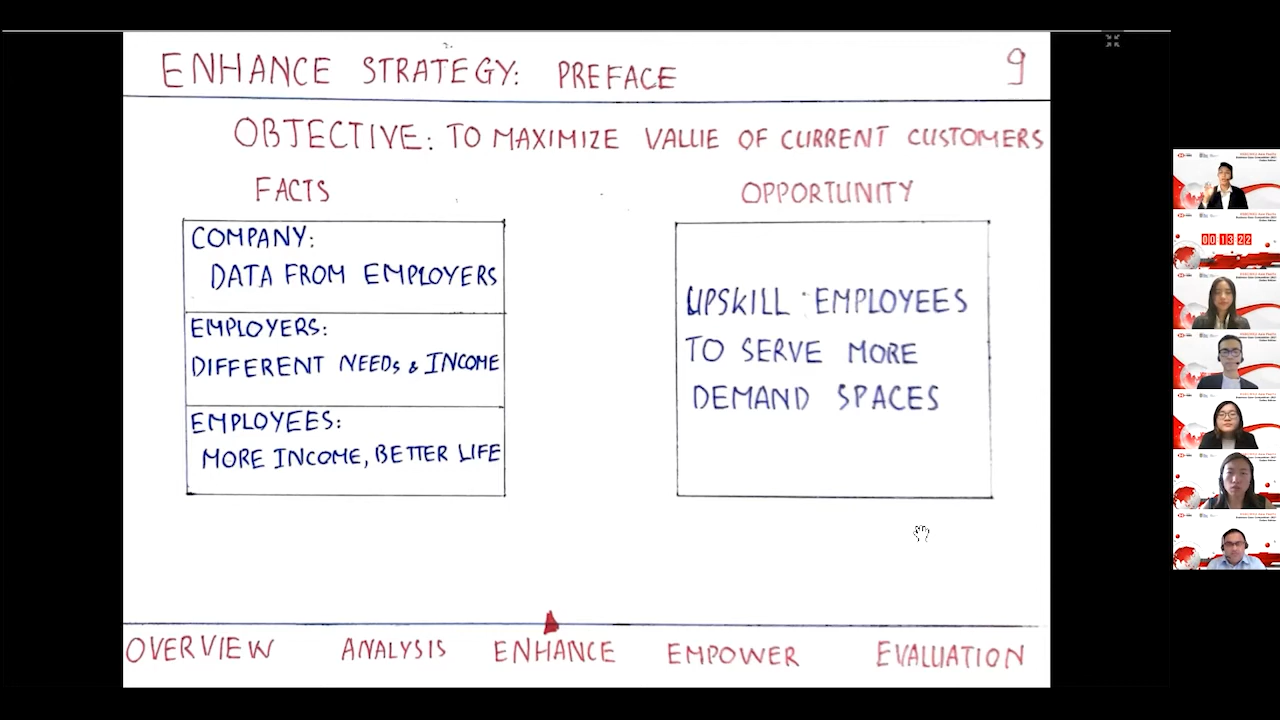 ENHANCE STRATEGY: PREFACE
9
OBJECTIVE: TO MAXIMIZE VALUE OF CURRENT CUSTOMERS
FACTS
OPPORTUNITY
COMPANY:
DATA FROM EMPLOYERS
EMPLOYERS:
DIFFERENT NEEDS & INCOME
EMPLOYEES:
MORE INCOME, BETTER LIFE
UPSKILL EMPLOYEES
TO SERVE MORE
DEMAND SPACES
OVERVIEW
ANALYSIS
ENHANCE
EMPOWER
EVALUATION
00 13 22